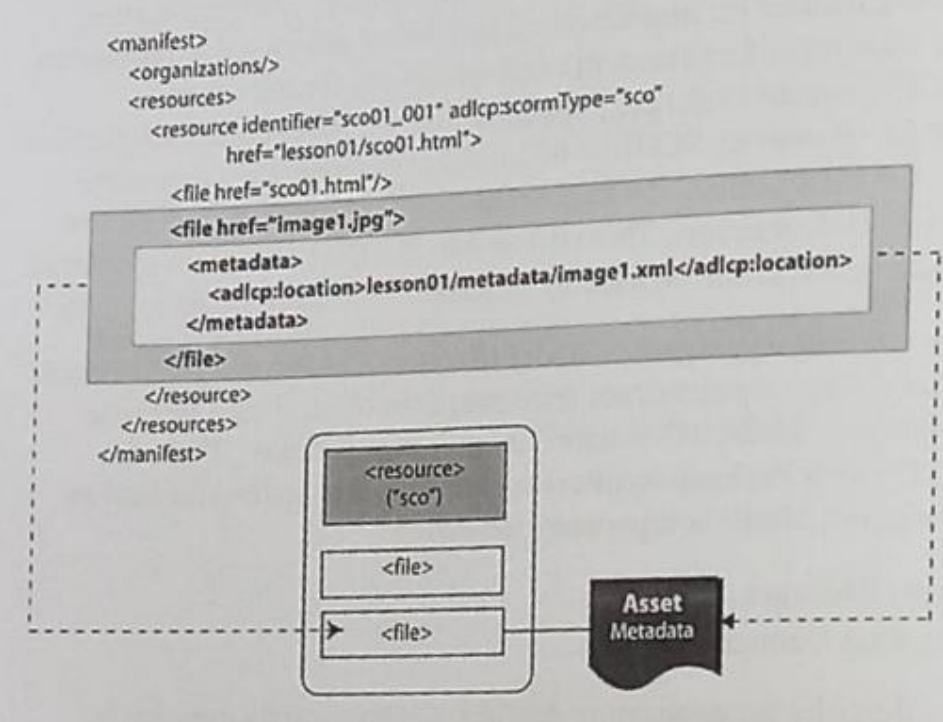 <manifest>
<organizations/>
<resources>
<resource identifier="sco01_001" adlcp:scormType="sco"
href="lesson01/sco01.html">
<file href="sco01.html"/>
<file href="image1.jpg">
<metadata>
<adlcp:location>lesson01/metadata/image1.xml</adlcp:location>
</metadata>
</file>
</resource>
</resources>
</manifest>
<resource>
("sco")
<file>
<file>
Asset
Metadata